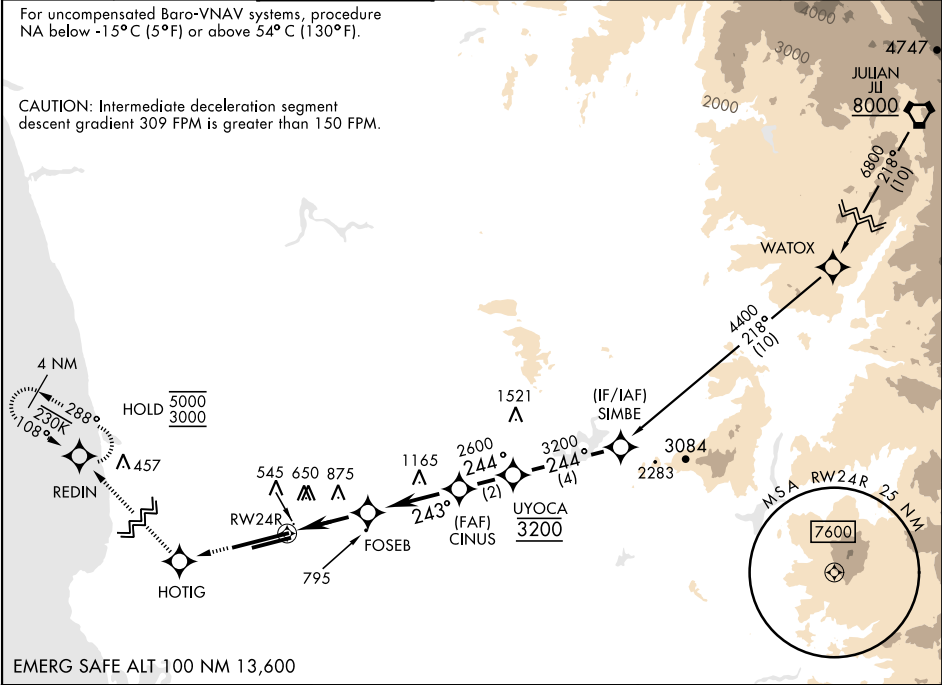 For uncompensated Baro-VNAV systems, procedure
NA below -15°C (5°F) or above 54°C (130°F).
CAUTION: Intermediate deceleration segment
descent gradient 309 FPM is greater than 150 FPM.
4000
3000
2000
4747
JULIAN
JLI
8000
6800
218°
(10)
WATOX
4400
218°
(10)
4 NM
288°
230K
108°
HOLD 5000
3000
REDIN
457
1521
(IF/IAF)
SIMBE
3084
2283
2600
244°
(2)
3200
244°
(4)
UYOCA
3200
545
650
875
1165
RW24R
243°
(FAF)
CINUS
FOSEB
795
HOTIG
MSA RW24R 25 NM
7600
EMERG SAFE ALT 100 NM 13,600